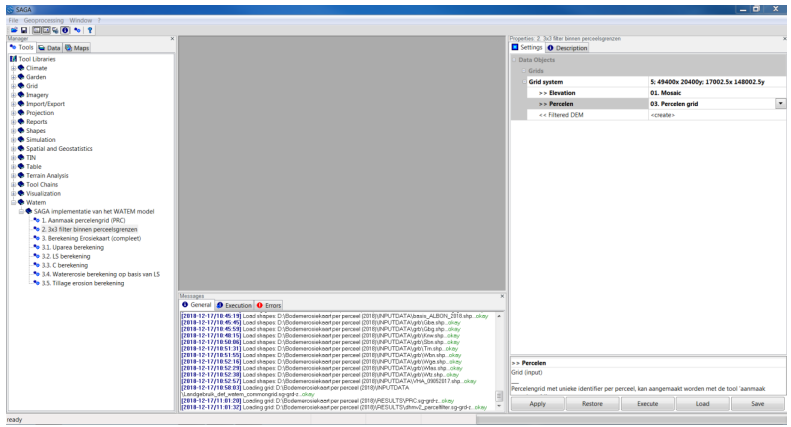 SAGA
File Geoprocessing Window ?
Manager
Tools Data Maps
Tool Libraries
Climate
Garden
Grid
Imagery
Import/Export
Projection
Reports
Shapes
Simulation
Spatial and Geostatistics
TIN
Table
Terrain Analysis
Tool Chains
Visualization
Watem
SAGA implementatie van het WATEM model
1. Aanmaak percelengrid (PRC)
2. 3x3 filter binnen perceelsgrenzen
3. Berekening Erosiekaart (compleet)
3.1. Uparea berekening
3.2. LS berekening
3.3. C berekening
3.4. Watererosie berekening op basis van LS
3.5. Tillage erosion berekening
Messages
General Execution Errors
[2018-12-17/10:45:19] Load shapes: D:\Bodemerosiekaart per perceel (2018)\INPUTDATA\basis_ALBON_2018.shp...okay
[2018-12-17/10:45:45] Load shapes: D:\Bodemerosiekaart per perceel (2018)\INPUTDATA\grb\Gba.shp...okay
[2018-12-17/10:45:59] Load shapes: D:\Bodemerosiekaart per perceel (2018)\INPUTDATA\grb\Gbg.shp...okay
[2018-12-17/10:48:15] Load shapes: D:\Bodemerosiekaart per perceel (2018)\INPUTDATA\grb\Knw.shp...okay
[2018-12-17/10:50:06] Load shapes: D:\Bodemerosiekaart per perceel (2018)\INPUTDATA\grb\Sbn.shp...okay
[2018-12-17/10:51:31] Load shapes: D:\Bodemerosiekaart per perceel (2018)\INPUTDATA\grb\Trn.shp...okay
[2018-12-17/10:51:55] Load shapes: D:\Bodemerosiekaart per perceel (2018)\INPUTDATA\grb\Wbn.shp...okay
[2018-12-17/10:52:16] Load shapes: D:\Bodemerosiekaart per perceel (2018)\INPUTDATA\grb\Wga.shp...okay
[2018-12-17/10:52:29] Load shapes: D:\Bodemerosiekaart per perceel (2018)\INPUTDATA\grb\Wlas.shp...okay
[2018-12-17/10:52:38] Load shapes: D:\Bodemerosiekaart per perceel (2018)\INPUTDATA\grb\Wtz.shp...okay
[2018-12-17/10:52:57] Load shapes: D:\Bodemerosiekaart per perceel (2018)\INPUTDATA\VHA_09052017.shp...okay
[2018-12-17/10:58:03] Loading grid: D:\Bodemerosiekaart per perceel (2018)\INPUTDATA
\Landgebruik_def_watem_commongrid.sg-grd-z...okay
[2018-12-17/11:01:20] Loading grid: D:\Bodemerosiekaart per perceel (2018)\RESULTS\PRC.sg-grd-z...okay
[2018-12-17/11:01:32] Loading grid: D:\Bodemerosiekaart per perceel (2018)\RESULTS\dhmv2_percelfilter.sg-grd-z...okay
Properties: 2. 3x3 filter binnen perceelsgrenzen
Settings Description
Data Objects
Grids
Grid system 5; 49400x 20400y; 17002.5x 148002.5y
>> Elevation 01. Mosaic
>> Percelen 03. Percelen grid
<< Filtered DEM <create>
>> Percelen
Grid (input)
Percelengrid met unieke identifier per perceel, kan aangemaakt worden met de tool 'aanmaak
Apply Restore Execute Load Save
ready